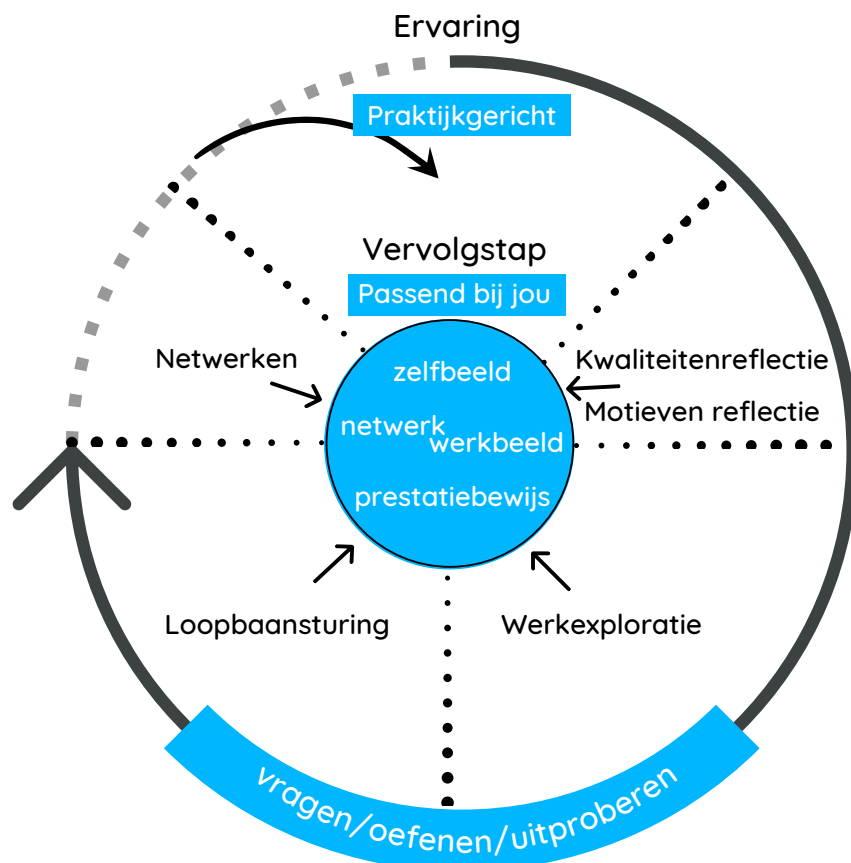 Ervaring
Praktijkgericht
Vervolgstap
Passend bij jou
Netwerken
Kwaliteitenreflectie
Motieven reflectie
zelfbeeld
netwerk
werkbeeld
prestatiebewijs
Loopbaansturing
Werkexploratie
vragen/oefenen/uitproberen